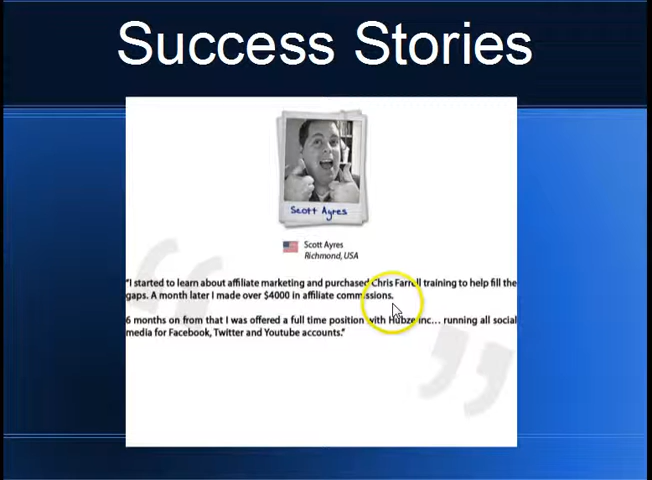 Success Stories
Scott Ayres
Scott Ayres
Richmond, USA
"I started to learn about affiliate marketing and purchased Chris Farrell training to help fill the
gaps. A month later I made over $4000 in affiliate commissions.
6 months on from that I was offered a full time position with Hubze Inc... running all social
media for Facebook, Twitter and Youtube accounts."